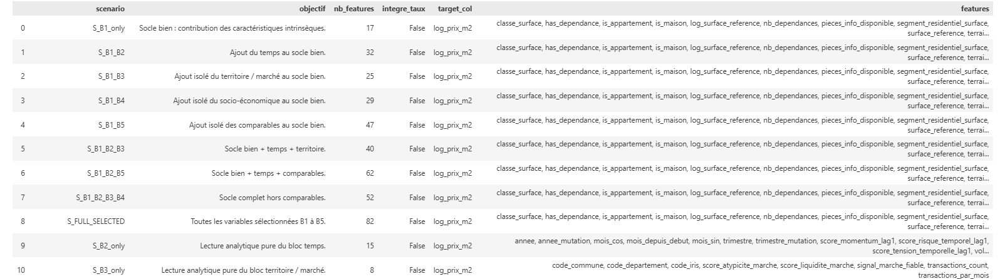 scenario objectif nb_features integre_taux target_col features
0 S_B1_only Socle bien : contribution des caractéristiques intrinsèques. 17 False log_prix_m2 classe_surface, has_dependance, is_appartement, is_maison, log_surface_reference, nb_dependances, pieces_info_disponible, segment_residentiel_surface,
surface_reference, terrai...
1 S_B1_B2 Ajout du temps au socle bien. 32 False log_prix_m2 classe_surface, has_dependance, is_appartement, is_maison, log_surface_reference, nb_dependances, pieces_info_disponible, segment_residentiel_surface,
surface_reference, terrai...
2 S_B1_B3 Ajout isolé du territoire / marché au socle bien. 25 False log_prix_m2 classe_surface, has_dependance, is_appartement, is_maison, log_surface_reference, nb_dependances, pieces_info_disponible, segment_residentiel_surface,
surface_reference, terrai...
3 S_B1_B4 Ajout isolé du socio-économique au socle bien. 29 False log_prix_m2 classe_surface, has_dependance, is_appartement, is_maison, log_surface_reference, nb_dependances, pieces_info_disponible, segment_residentiel_surface,
surface_reference, terrai...
4 S_B1_B5 Ajout isolé des comparables au socle bien. 47 False log_prix_m2 classe_surface, has_dependance, is_appartement, is_maison, log_surface_reference, nb_dependances, pieces_info_disponible, segment_residentiel_surface,
surface_reference, terrai...
5 S_B1_B2_B3 Socle bien + temps + territoire. 40 False log_prix_m2 classe_surface, has_dependance, is_appartement, is_maison, log_surface_reference, nb_dependances, pieces_info_disponible, segment_residentiel_surface,
surface_reference, terrai...
6 S_B1_B2_B5 Socle bien + temps + comparables. 62 False log_prix_m2 classe_surface, has_dependance, is_appartement, is_maison, log_surface_reference, nb_dependances, pieces_info_disponible, segment_residentiel_surface,
surface_reference, terrai...
7 S_B1_B2_B3_B4 Socle complet hors comparables. 52 False log_prix_m2 classe_surface, has_dependance, is_appartement, is_maison, log_surface_reference, nb_dependances, pieces_info_disponible, segment_residentiel_surface,
surface_reference, terrai...
8 S_FULL_SELECTED Toutes les variables sélectionnées B1 à B5. 82 False log_prix_m2 classe_surface, has_dependance, is_appartement, is_maison, log_surface_reference, nb_dependances, pieces_info_disponible, segment_residentiel_surface,
surface_reference, terrai...
9 S_B2_only Lecture analytique pure du bloc temps. 15 False log_prix_m2 annee, annee_mutation, mois_cos, mois_depuis_debut, mois_sin, trimestre, trimestre_mutation, score_momentum_lag1, score_risque_temporel_lag1,
score_tension_temporelle_lag1, vol...
10 S_B3_only Lecture analytique pure du bloc territoire / marché. 8 False log_prix_m2 code_commune, code_departement, code_iris, score_atypicite_marche, score_liquidite_marche, signal_marche_fiable, transactions_count,
transactions_par_mois